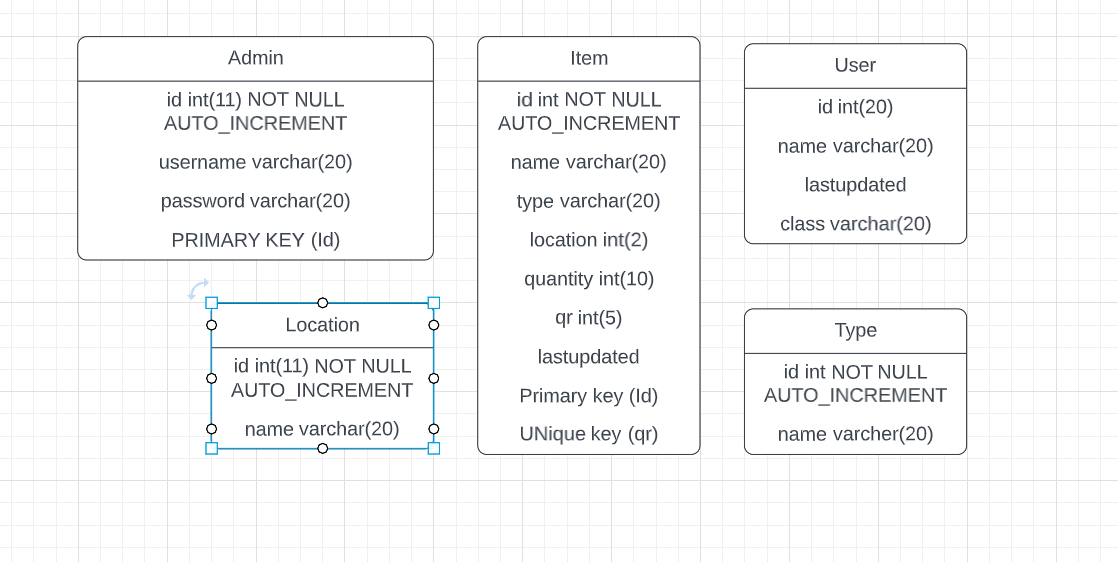 Admin
id int(11) NOT NULL
AUTO_INCREMENT
username varchar(20)
password varchar(20)
PRIMARY KEY (Id)
Location
id int(11) NOT NULL
AUTO_INCREMENT
name varchar(20)
Item
id int NOT NULL
AUTO_INCREMENT
name varchar(20)
type varchar(20)
location int(2)
quantity int(10)
qr int(5)
lastupdated
Primary key (Id)
UNique key (qr)
User
id int(20)
name varchar(20)
lastupdated
class varchar(20)
Type
id int NOT NULL
AUTO_INCREMENT
name varcher(20)